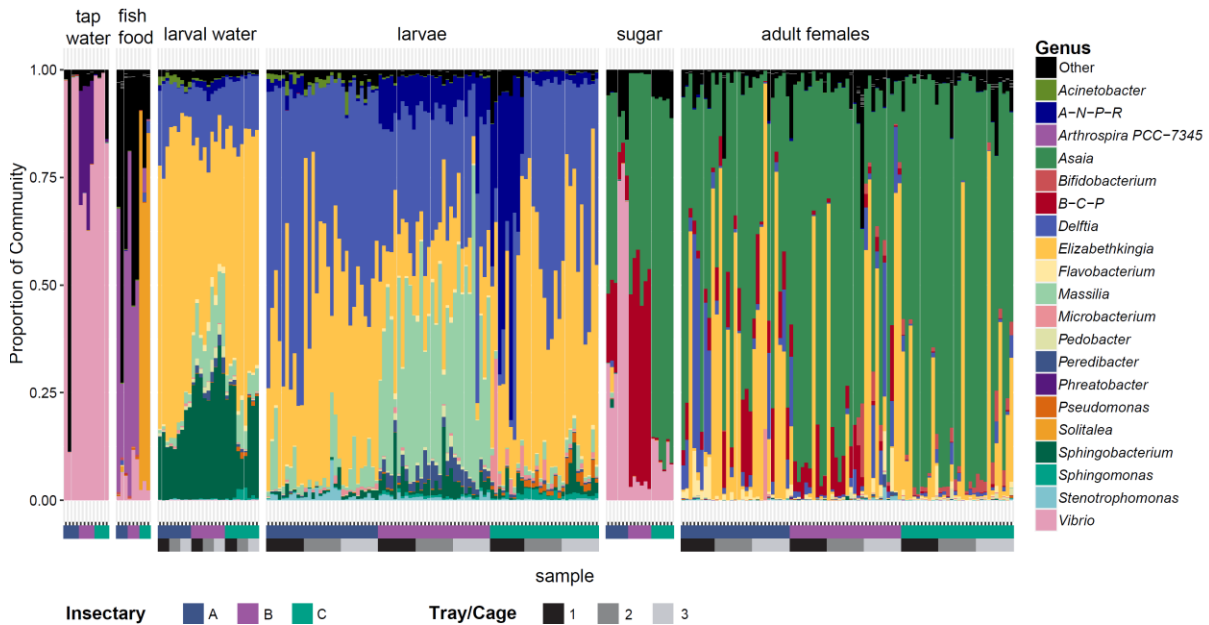 tap water
fish food
larval water
larvae
sugar
adult females
Proportion of Community
1.00
0.75
0.50
0.25
0.00
sample
Genus
Other
Acinetobacter
A−N−P−R
Arthrospira PCC−7345
Asaia
Bifidobacterium
B−C−P
Delftia
Elizabethkingia
Flavobacterium
Massilia
Microbacterium
Pedobacter
Peredibacter
Phreatobacter
Pseudomonas
Solitalea
Sphingobacterium
Sphingomonas
Stenotrophomonas
Vibrio
Insectary A B C
Tray/Cage 1 2 3